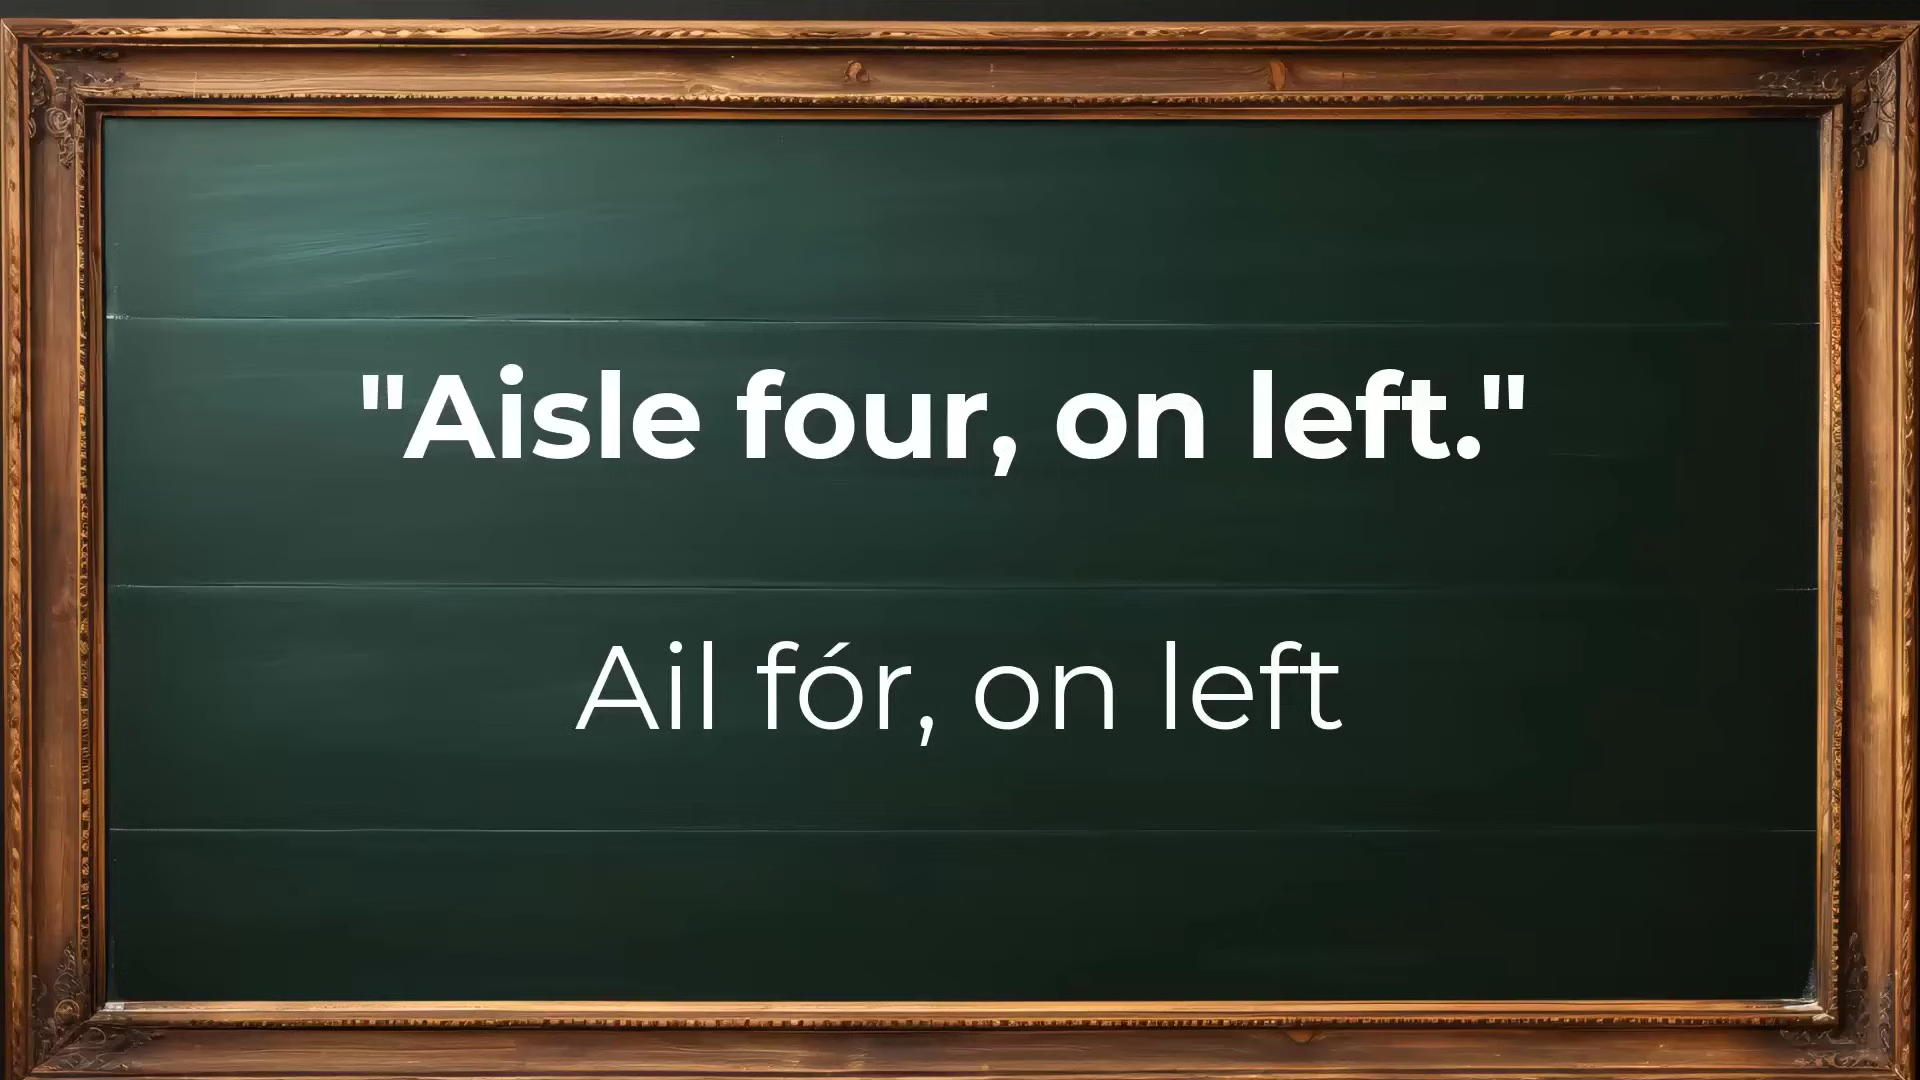 "Aisle four, on left."
Ail fór, on left